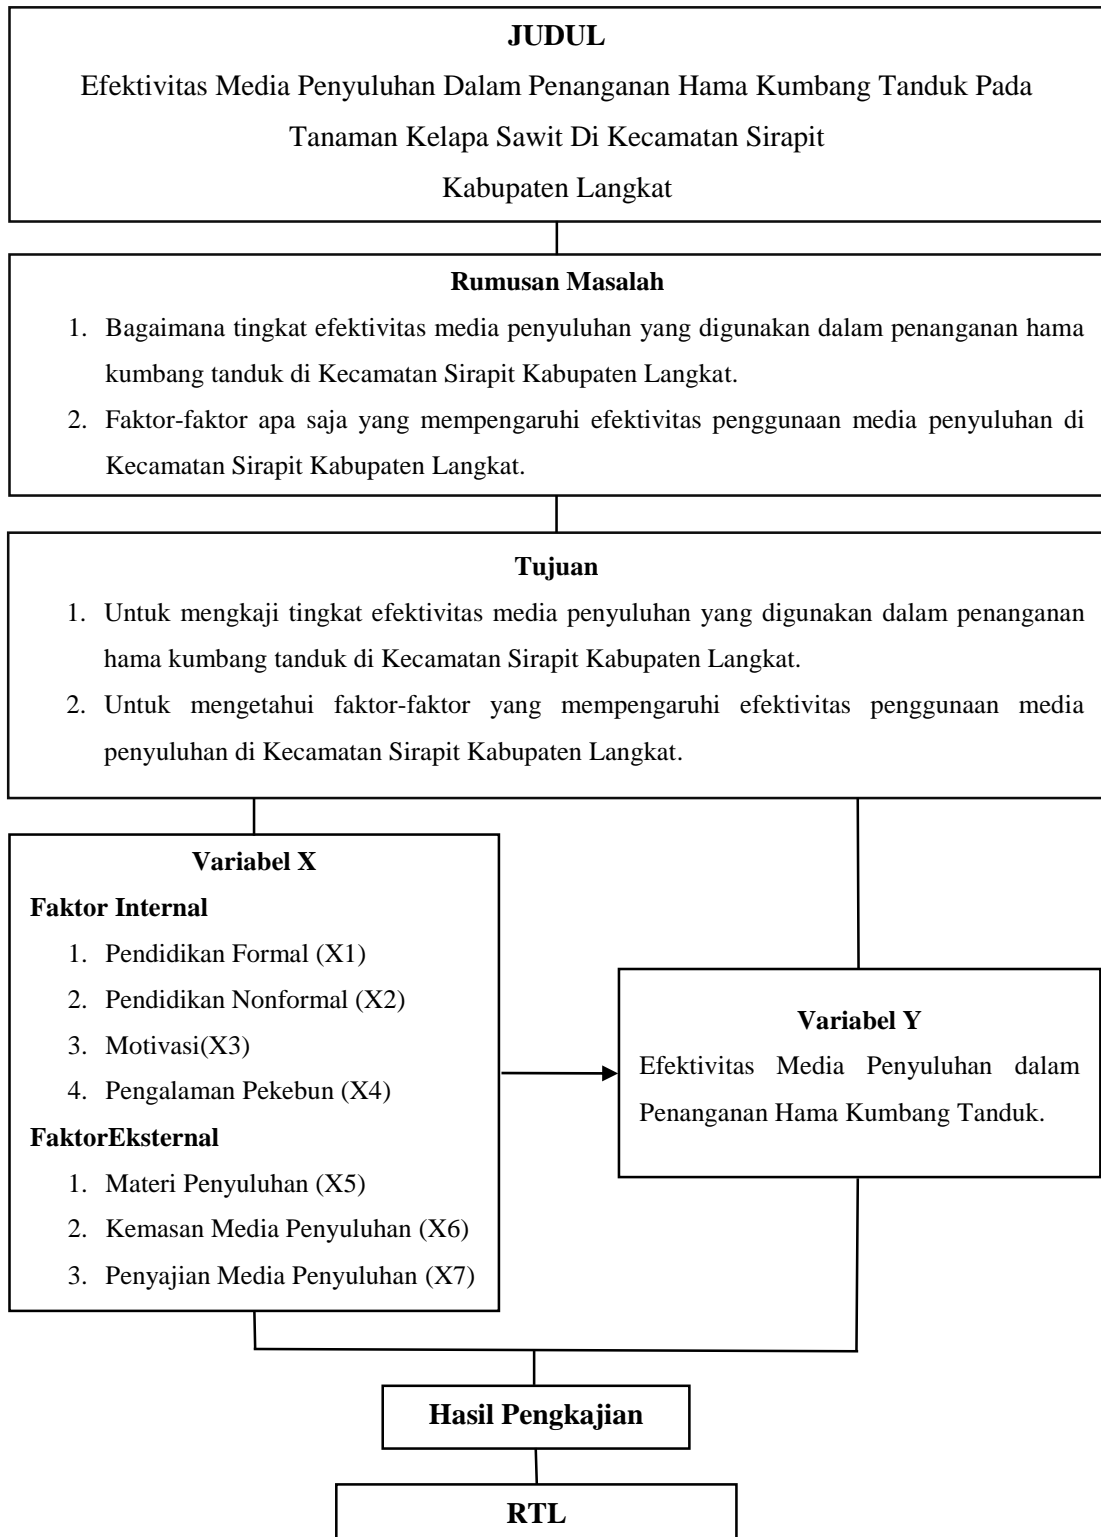 JUDUL
Efektivitas Media Penyuluhan Dalam Penanganan Hama Kumbang Tanduk Pada
Tanaman Kelapa Sawit Di Kecamatan Sirapit
Kabupaten Langkat
Rumusan Masalah
1. Bagaimana tingkat efektivitas media penyuluhan yang digunakan dalam penanganan hama
kumbang tanduk di Kecamatan Sirapit Kabupaten Langkat.
2. Faktor-faktor apa saja yang mempengaruhi efektivitas penggunaan media penyuluhan di
Kecamatan Sirapit Kabupaten Langkat.
Tujuan
1. Untuk mengkaji tingkat efektivitas media penyuluhan yang digunakan dalam penanganan
hama kumbang tanduk di Kecamatan Sirapit Kabupaten Langkat.
2. Untuk mengetahui faktor-faktor yang mempengaruhi efektivitas penggunaan media
penyuluhan di Kecamatan Sirapit Kabupaten Langkat.
Variabel X
Faktor Internal
1. Pendidikan Formal (X1)
2. Pendidikan Nonformal (X2)
3. Motivasi(X3)
4. Pengalaman Pekebun (X4)
FaktorEksternal
1. Materi Penyuluhan (X5)
2. Kemasan Media Penyuluhan (X6)
3. Penyajian Media Penyuluhan (X7)
Variabel Y
Efektivitas Media Penyuluhan dalam
Penanganan Hama Kumbang Tanduk.
Hasil Pengkajian
RTL